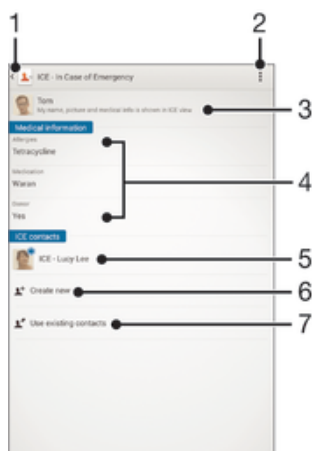 1
2
ICE - In Case of Emergency
Tom
My name, picture and medical info is shown in ICE view
3
Medical information
Allergies
Tetracycline
Medication
Waran
4
Donor
Yes
ICE contacts
ICE - Lucy Lee
5
Create new
6
Use existing contacts
7